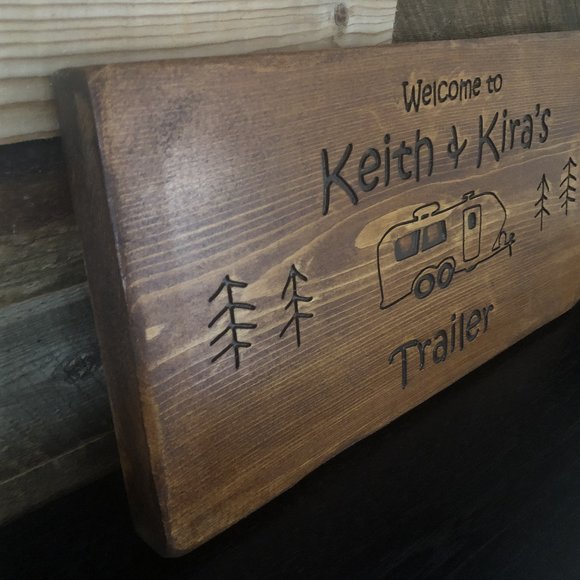 Welcome to
Keith & Kira's
Trailer